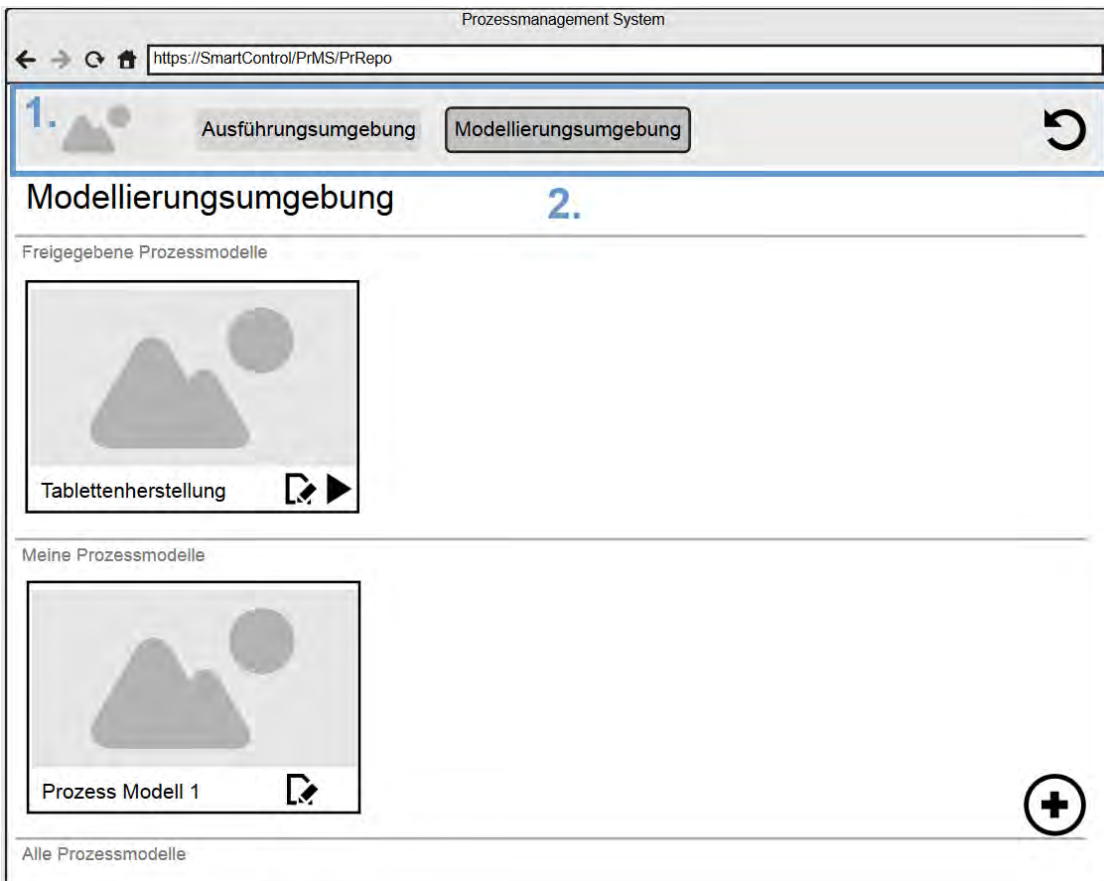 Prozessmanagement System
https://SmartControl/PrMS/PrRepo
1.
Ausführungsumgebung
Modellierungsumgebung
Modellierungsumgebung
2.
Freigegebene Prozessmodelle
Tablettenherstellung
Meine Prozessmodelle
Prozess Modell 1
Alle Prozessmodelle